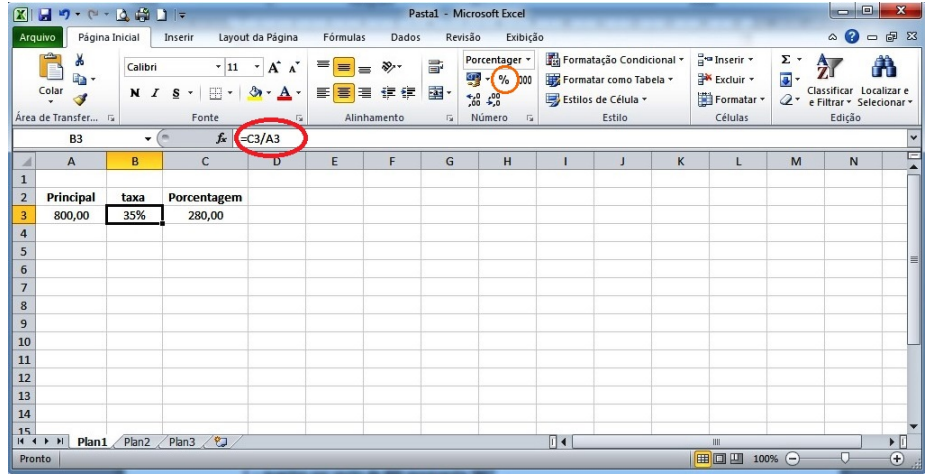 Pasta1 - Microsoft Excel
Arquivo Página Inicial Inserir Layout da Página Fórmulas Dados Revisão Exibição
Colar
Calibri 11
N I S
Porcentager
% 000
Formatação Condicional
Formatar como Tabela
Estilos de Célula
Inserir
Excluir
Formatar
Σ
Classificar e Filtrar
Localizar e Selecionar
Área de Transfer... Fonte Alinhamento Número Estilo Células Edição
B3 fx =C3/A3
A B C D E F G H I J K L M N
1
2 Principal taxa Porcentagem
3 800,00 35% 280,00
4
5
6
7
8
9
10
11
12
13
14
15
Plan1 Plan2 Plan3
Pronto 100%